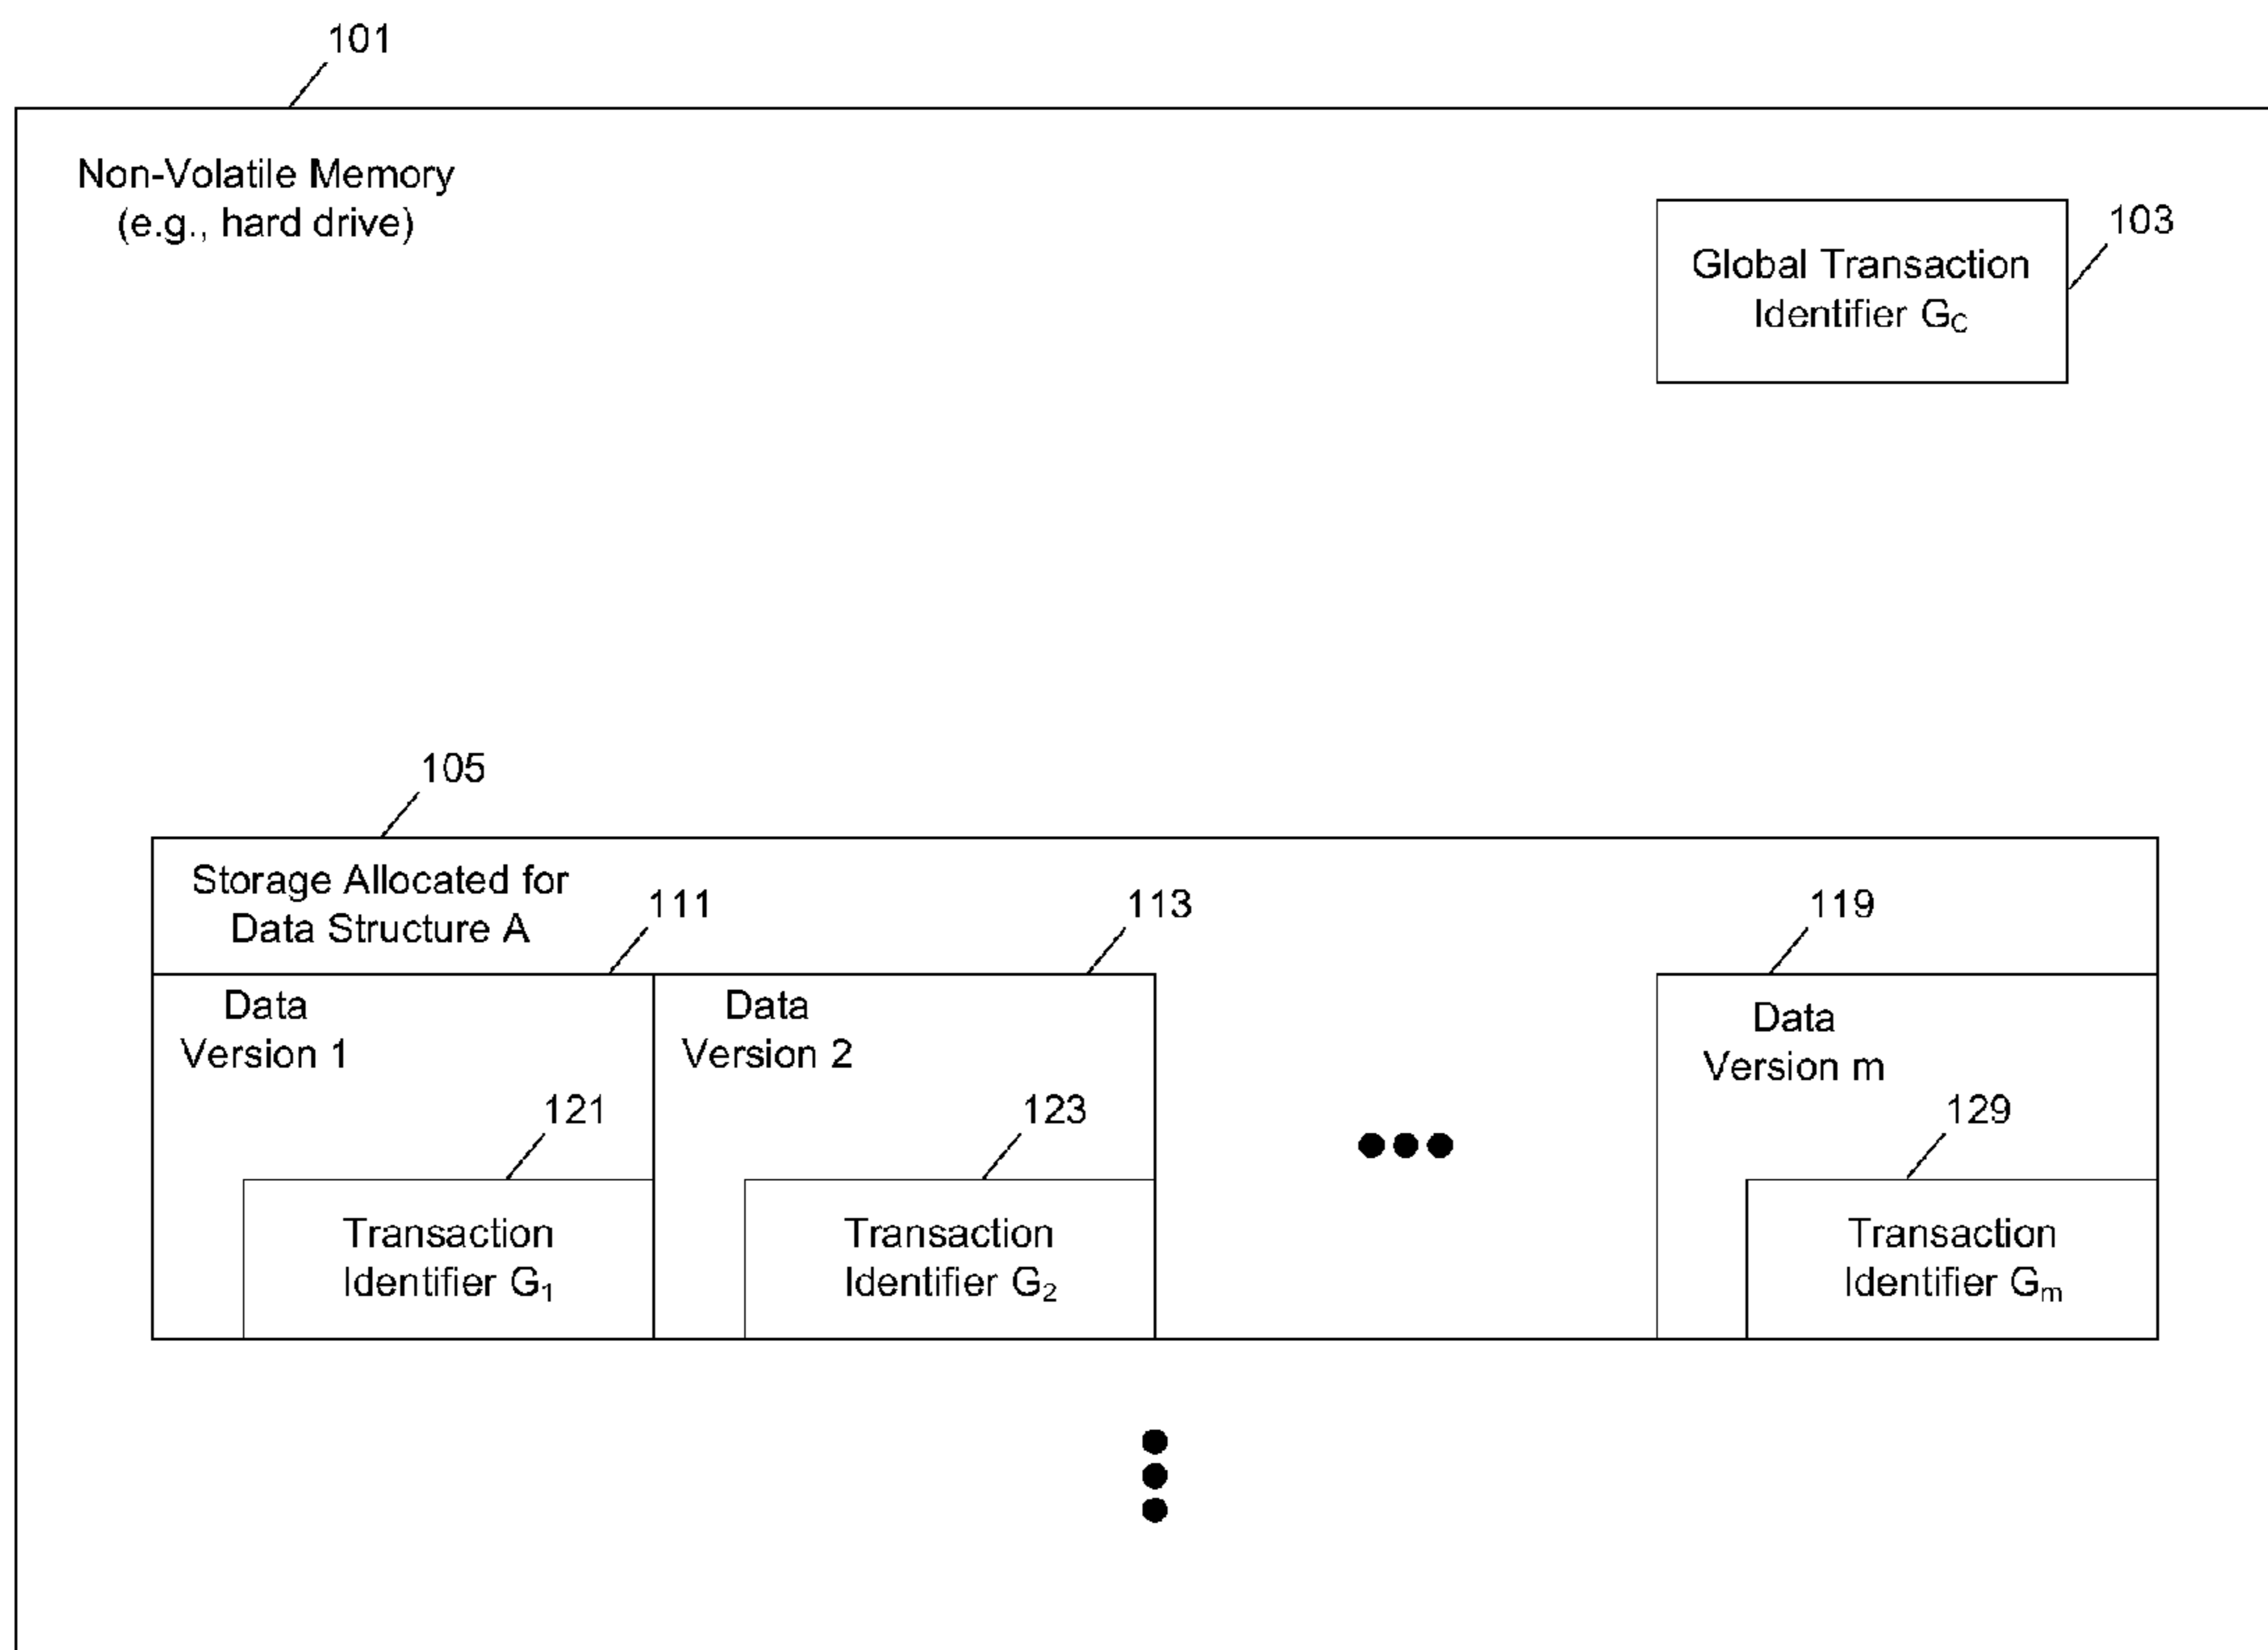 101
Non-Volatile Memory
(e.g., hard drive)
103
Global Transaction
Identifier G_C
105
Storage Allocated for
Data Structure A
111
113
119
Data
Version 1
Data
Version 2
Data
Version m
121
123
129
Transaction
Identifier G₁
Transaction
Identifier G₂
Transaction
Identifier Gₘ